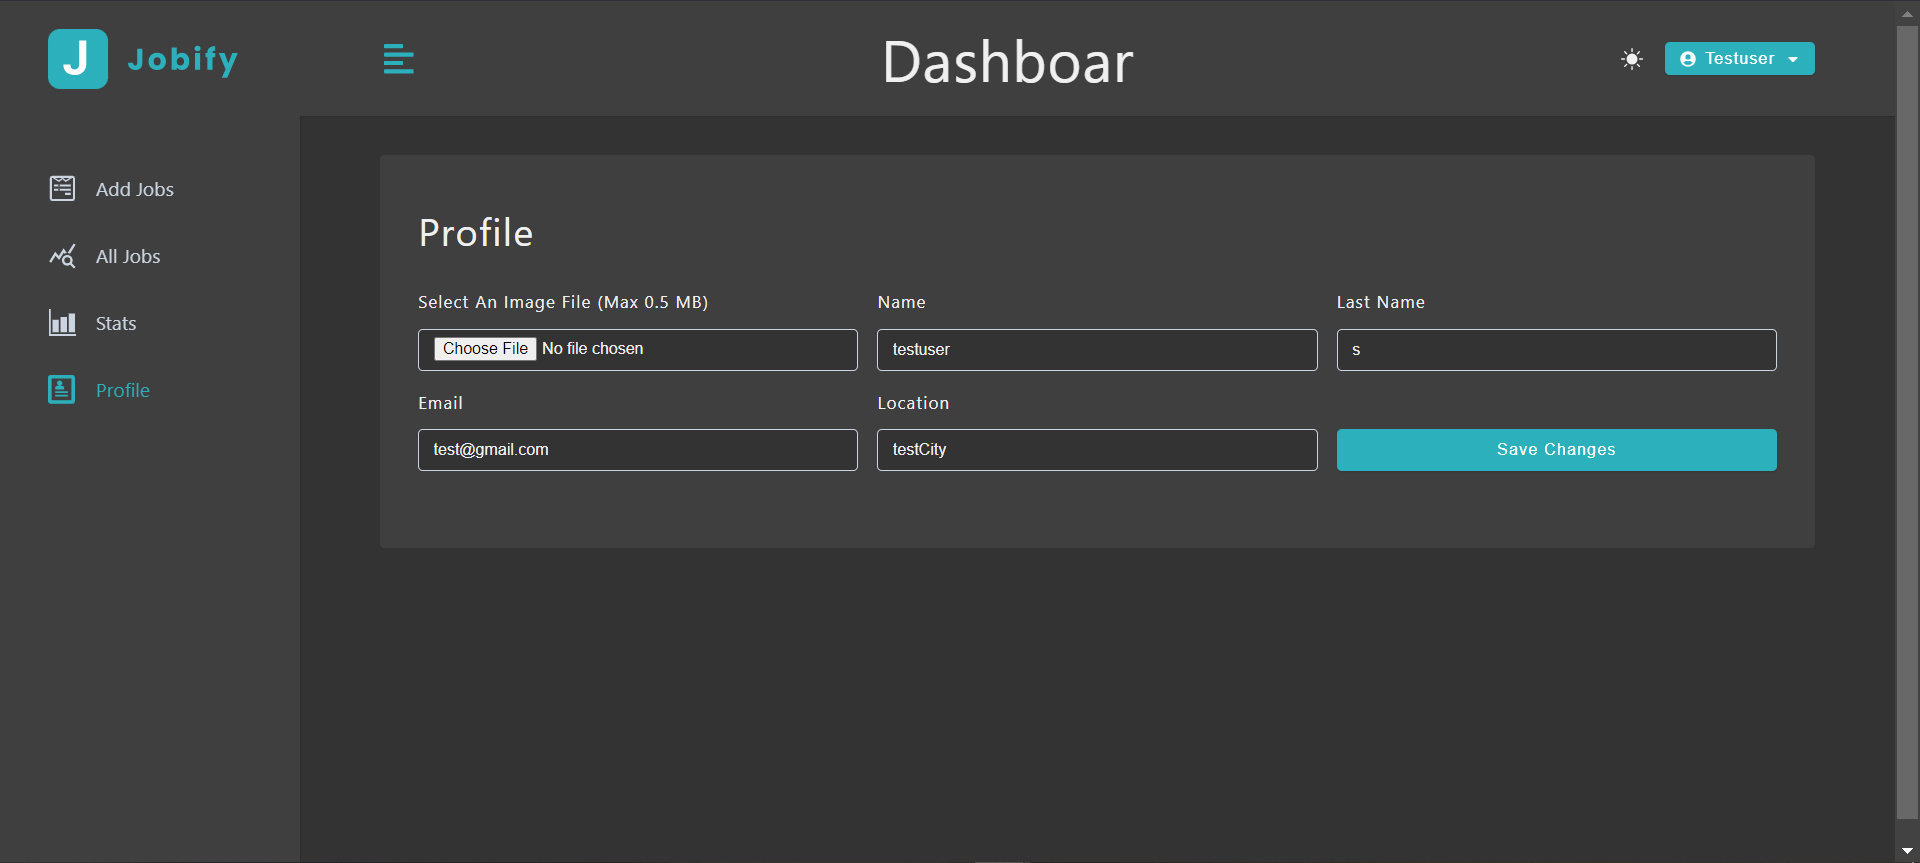 J Jobify
Dashboar
Testuser
Add Jobs
All Jobs
Stats
Profile
Profile
Select An Image File (Max 0.5 MB)
Choose File No file chosen
Name
testuser
Last Name
s
Email
test@gmail.com
Location
testCity
Save Changes